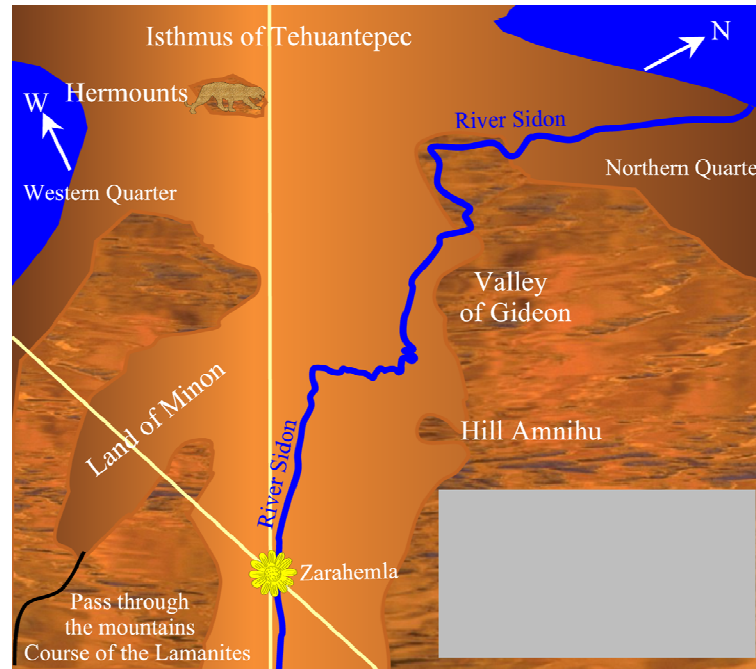 Isthmus of Tehuantepec
N
Hermounts
W
River Sidon
Western Quarter
Northern Quarte
Valley
of Gideon
Land of Minon
Hill Amnihu
River Sidon
Zarahemla
Pass through
the mountains
Course of the Lamanites